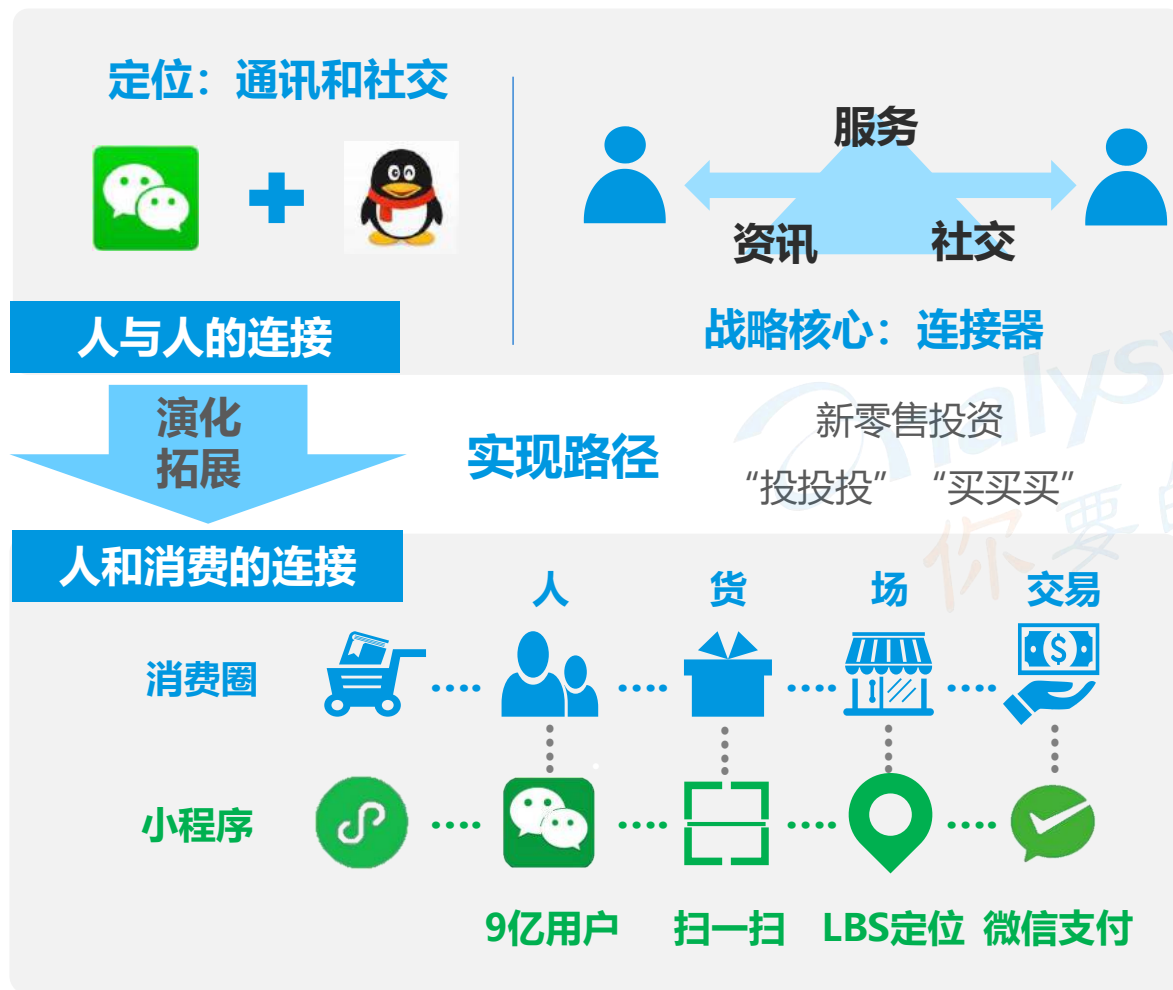 定位：通讯和社交
服务
资讯
社交
人与人的连接
战略核心：连接器
演化
拓展
实现路径
新零售投资
“投投投” “买买买”
人和消费的连接
人 货 场 交易
消费圈
小程序
9亿用户 扫一扫 LBS定位 微信支付
nalys
你要